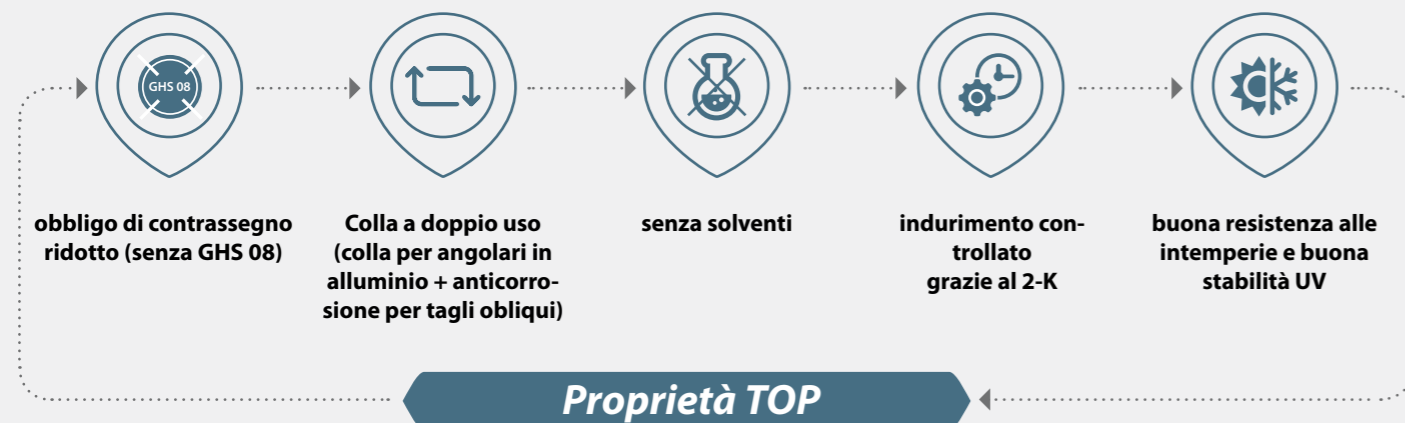 GHS 08
obbligo di contrassegno
ridotto (senza GHS 08)
Colla a doppio uso
(colla per angolari in
alluminio + anticorro-
sione per tagli obliqui)
senza solventi
indurimento con-
trollato
grazie al 2-K
buona resistenza alle
intemperie e buona
stabilità UV
Proprietà TOP